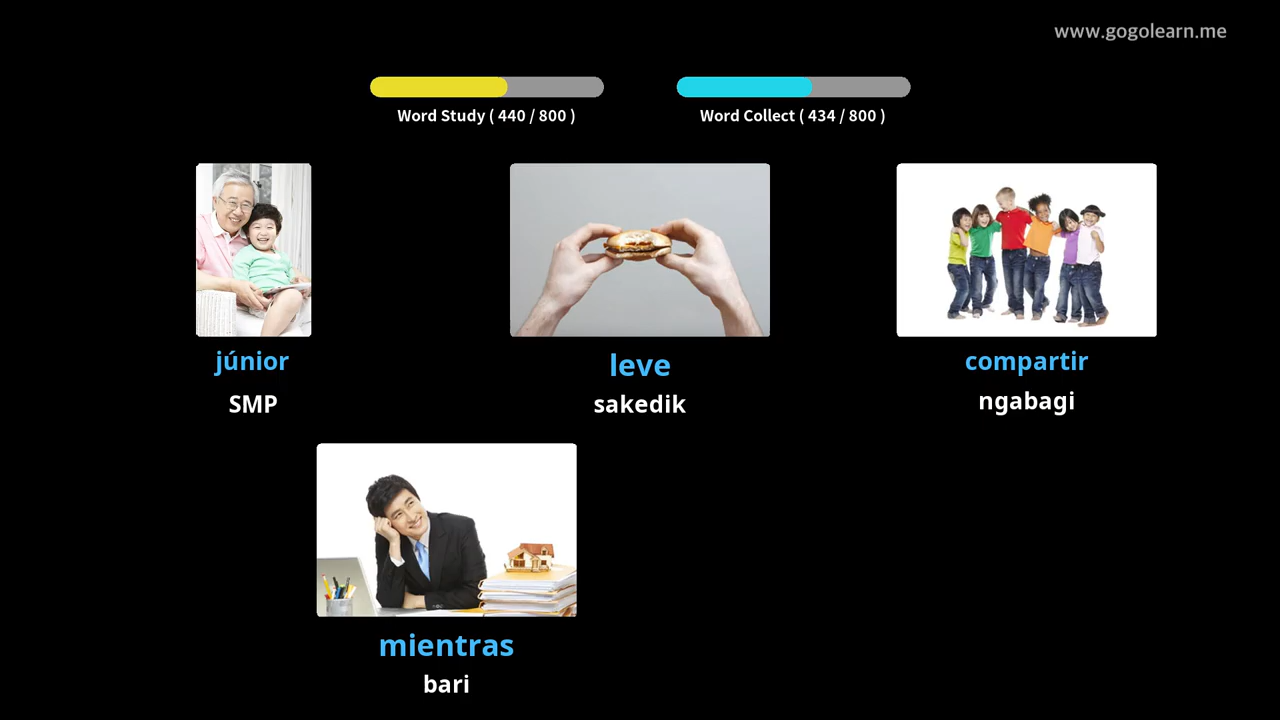 www.gogolearn.me
Word Study ( 440 / 800 )
Word Collect ( 434 / 800 )
júnior
leve
compartir
SMP
sakedik
ngabagi
mientras
bari